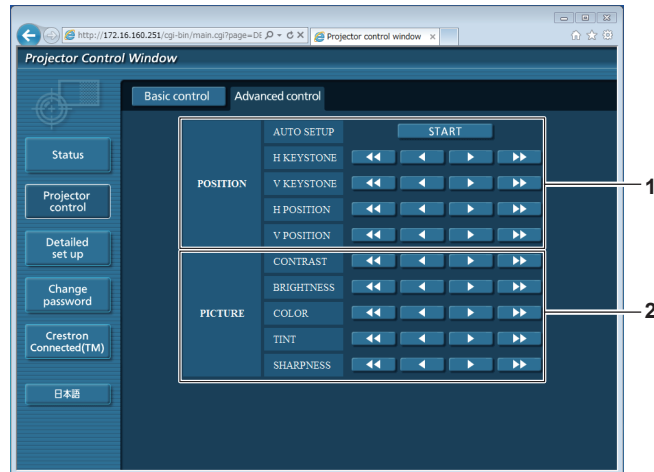 http://172.16.160.251/cgi-bin/main.cgi?page=DE
Projector control window
Projector Control Window
Basic control
Advanced control
Status
Projector control
Detailed set up
Change password
Crestron Connected(TM)
日本語
POSITION
AUTO SETUP
START
H KEYSTONE
V KEYSTONE
H POSITION
V POSITION
1
PICTURE
CONTRAST
BRIGHTNESS
COLOR
TINT
SHARPNESS
2